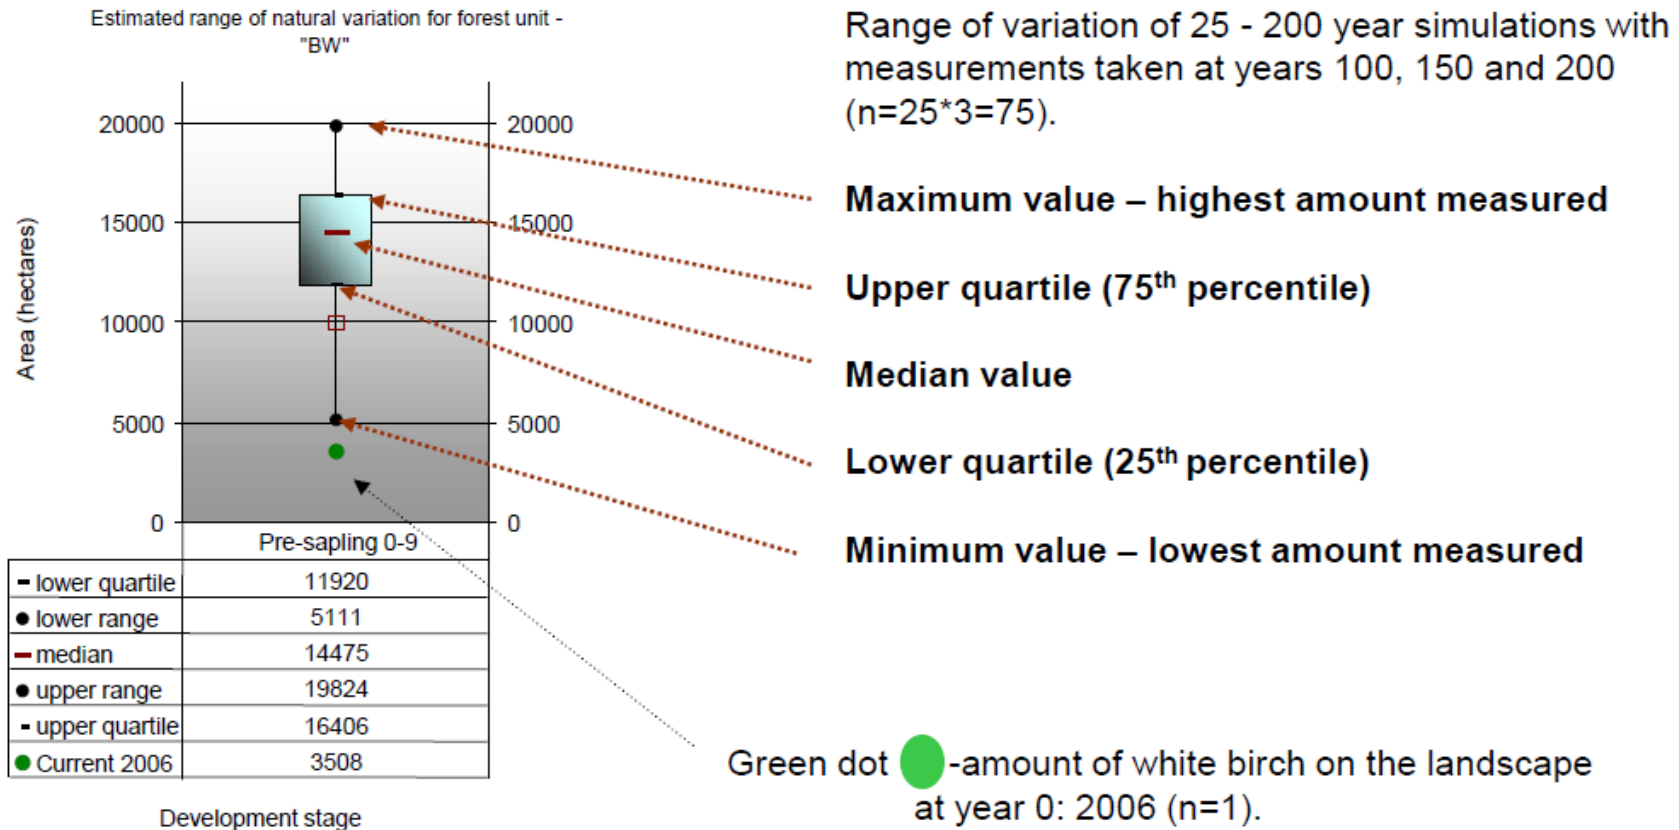 Estimated range of natural variation for forest unit -
"BW"
Area (hectares)
20000
15000
10000
5000
0
20000
15000
10000
5000
0
Pre-sapling 0-9
lower quartile 11920
lower range 5111
median 14475
upper range 19824
upper quartile 16406
Current 2006 3508
Development stage
Range of variation of 25 - 200 year simulations with
measurements taken at years 100, 150 and 200
(n=25*3=75).
Maximum value – highest amount measured
Upper quartile (75th percentile)
Median value
Lower quartile (25th percentile)
Minimum value – lowest amount measured
Green dot -amount of white birch on the landscape
at year 0: 2006 (n=1).